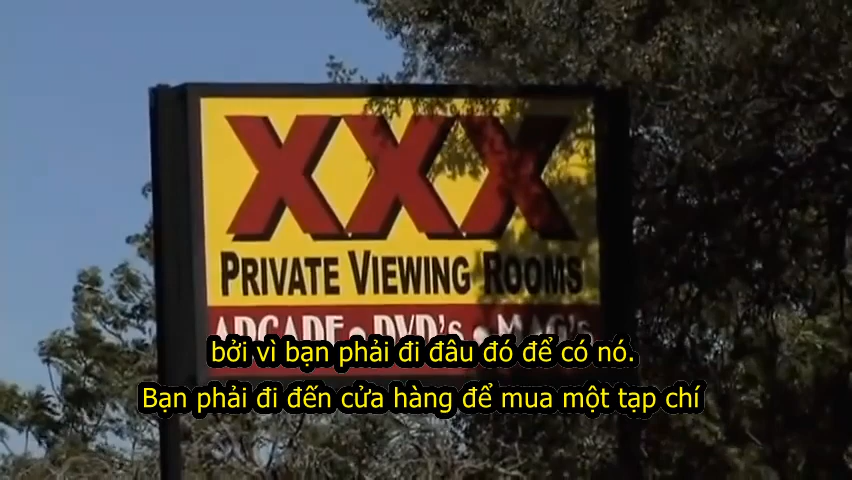 XXX
PRIVATE VIEWING ROOMS
ARCADE • DVD'S • MAG'S
bởi vì bạn phải đi đâu đó để có nó.
Bạn phải đi đến cửa hàng để mua một tạp chí